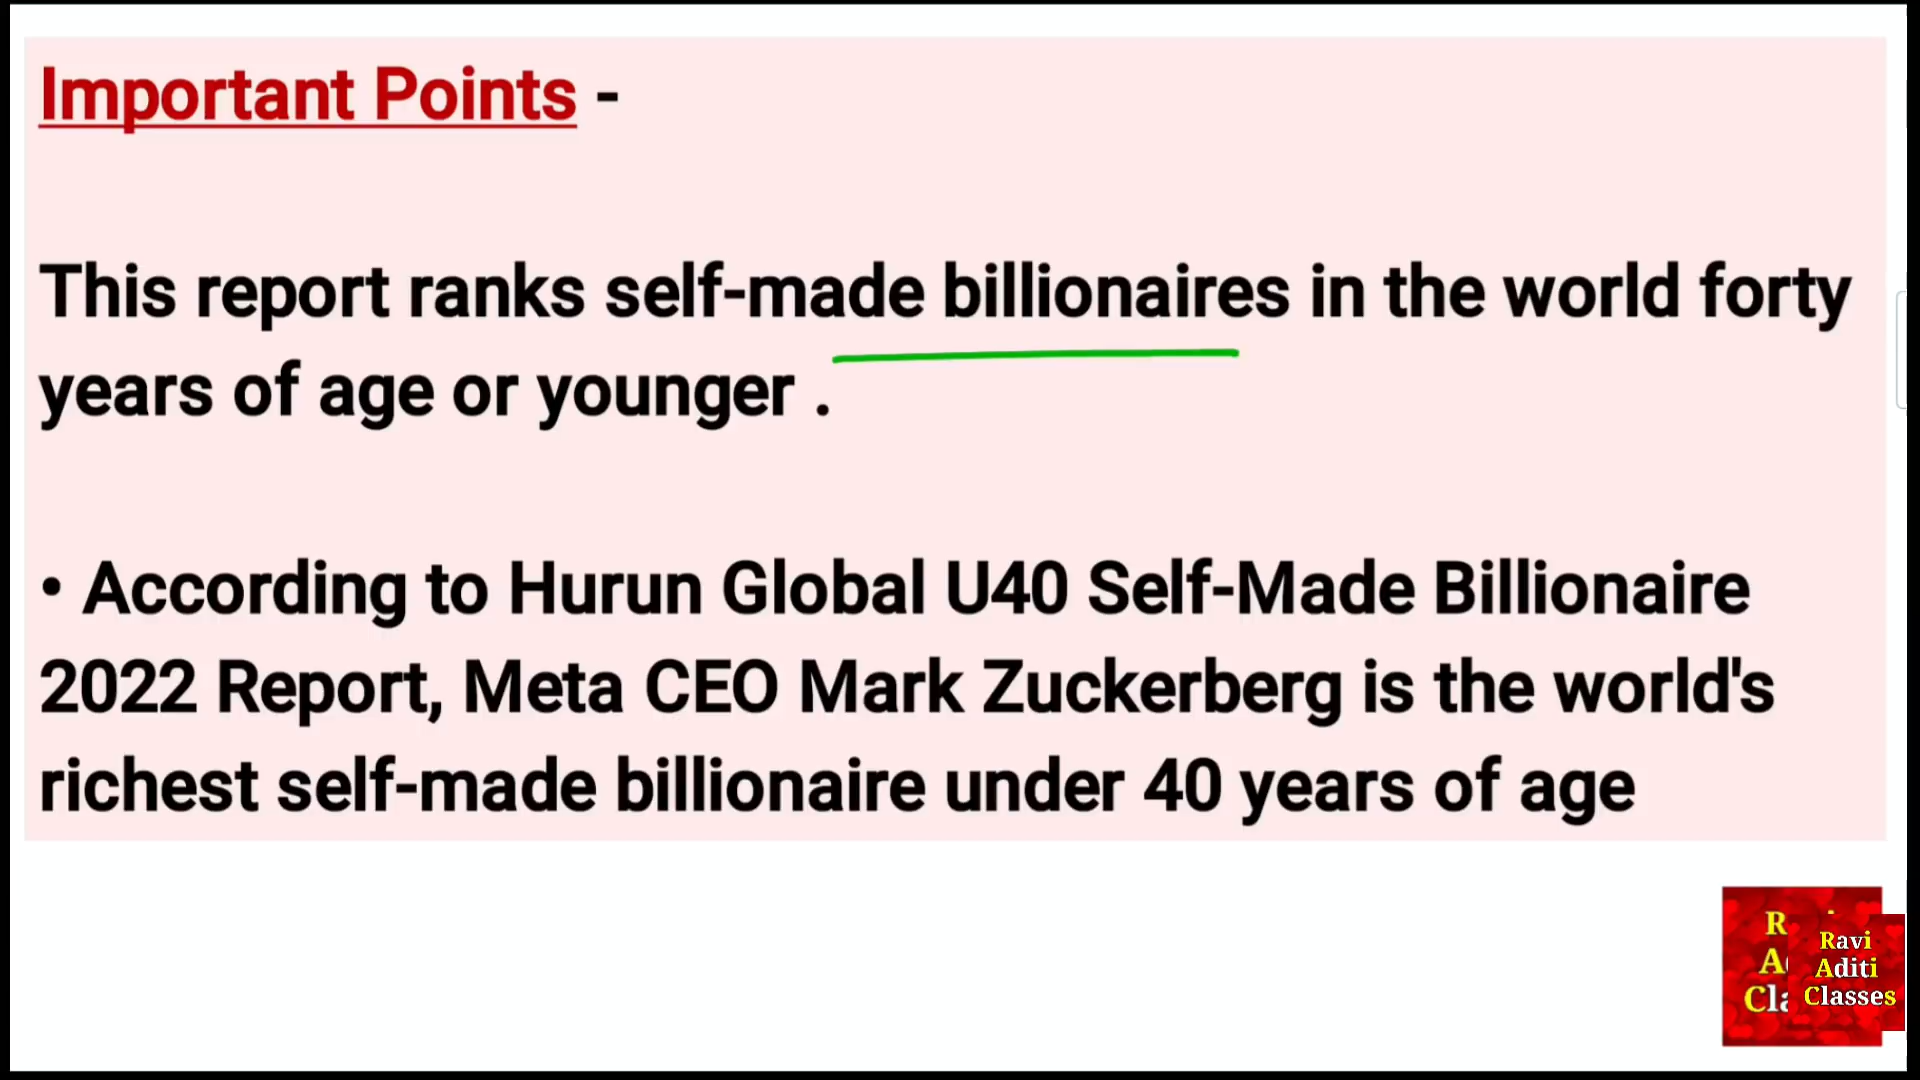 Important Points -
This report ranks self-made billionaires in the world forty
years of age or younger .
• According to Hurun Global U40 Self-Made Billionaire
2022 Report, Meta CEO Mark Zuckerberg is the world's
richest self-made billionaire under 40 years of age
Ravi
Aditi
Classes